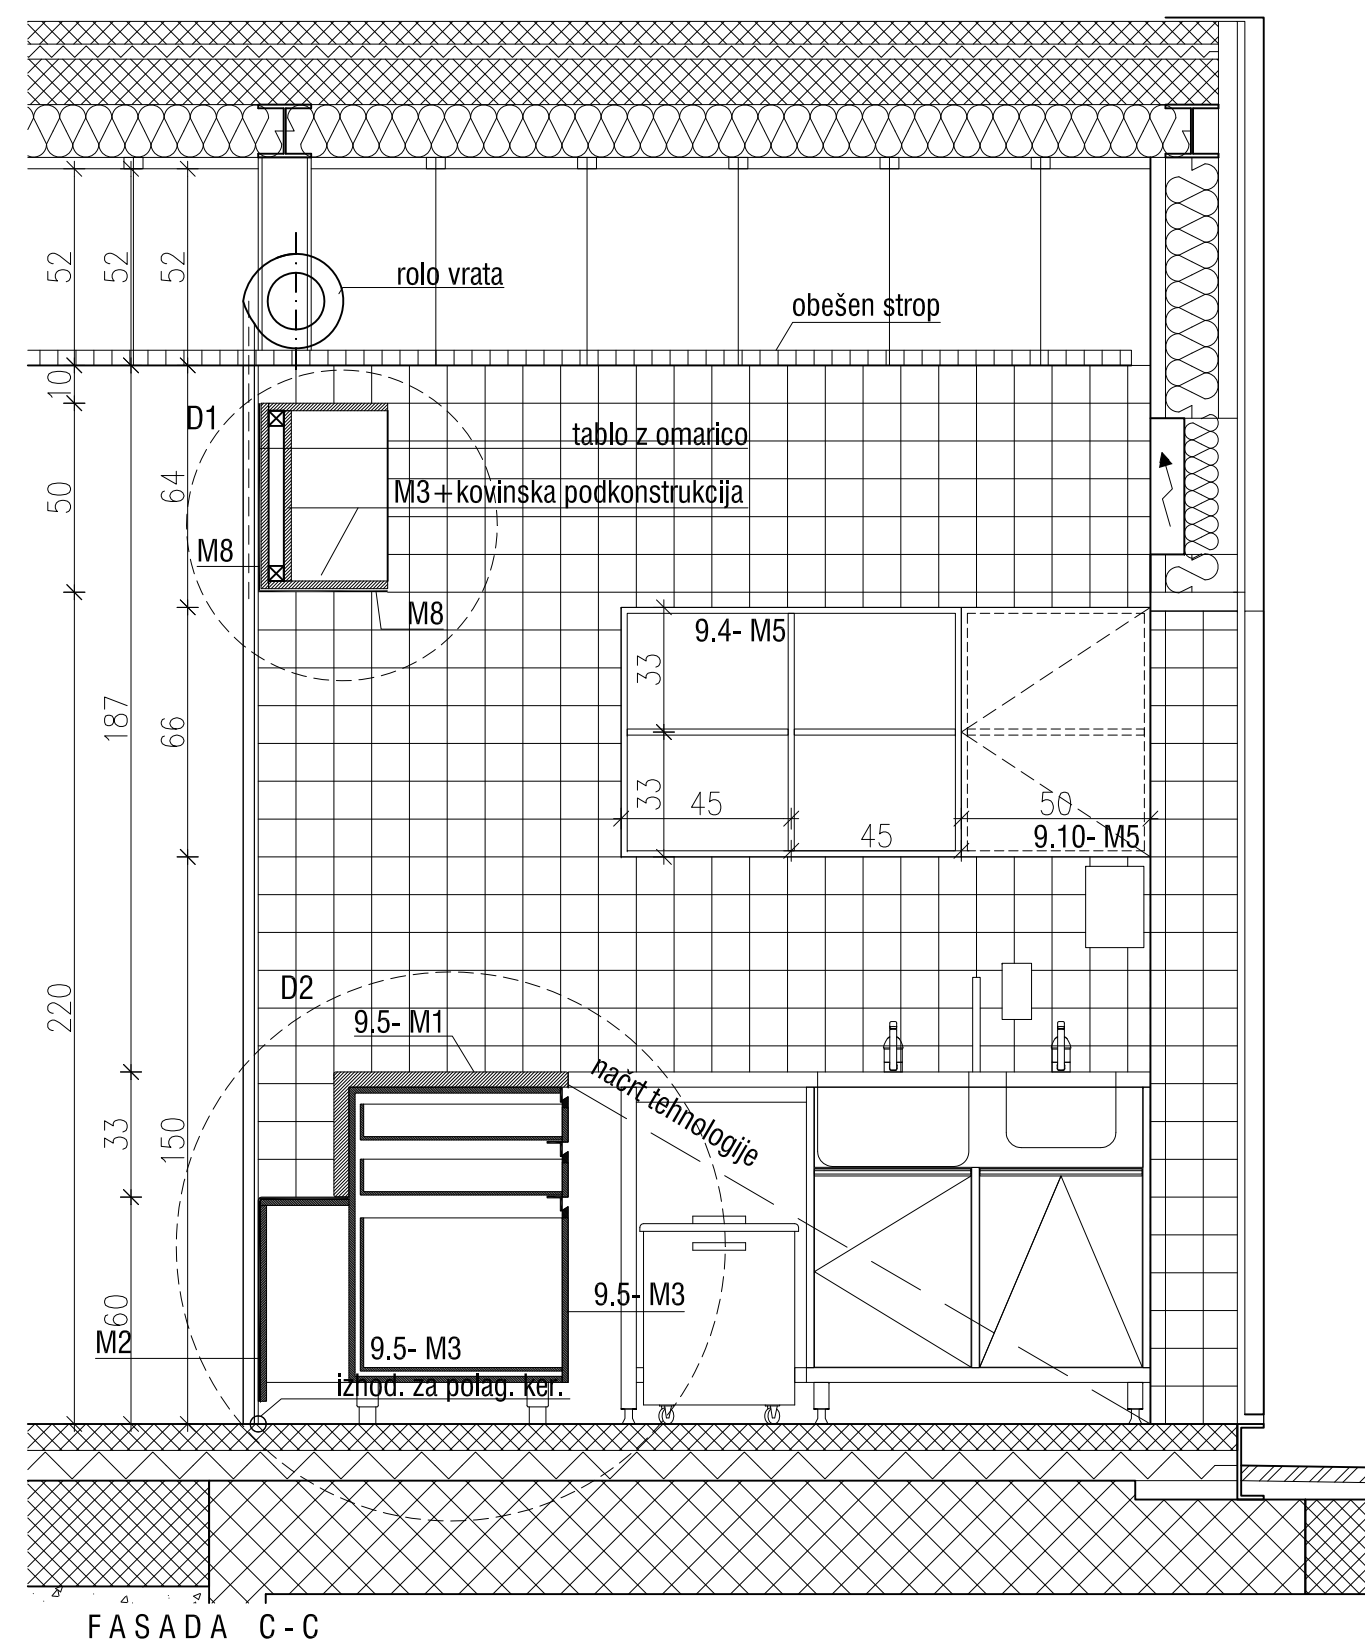 52
52
52
rolo vrata
obešen strop
10
D1
tablo z omarico
50
64
M3+kovinska podkonstrukcija
M8
M8
9.4- M5
33
187
66
33
45
50
45
9.10- M5
D2
220
9.5- M1
načrt tehnologije
33
150
60
9.5- M3
M2
9.5- M3
izhod. za polag. ker.
FASADA C-C